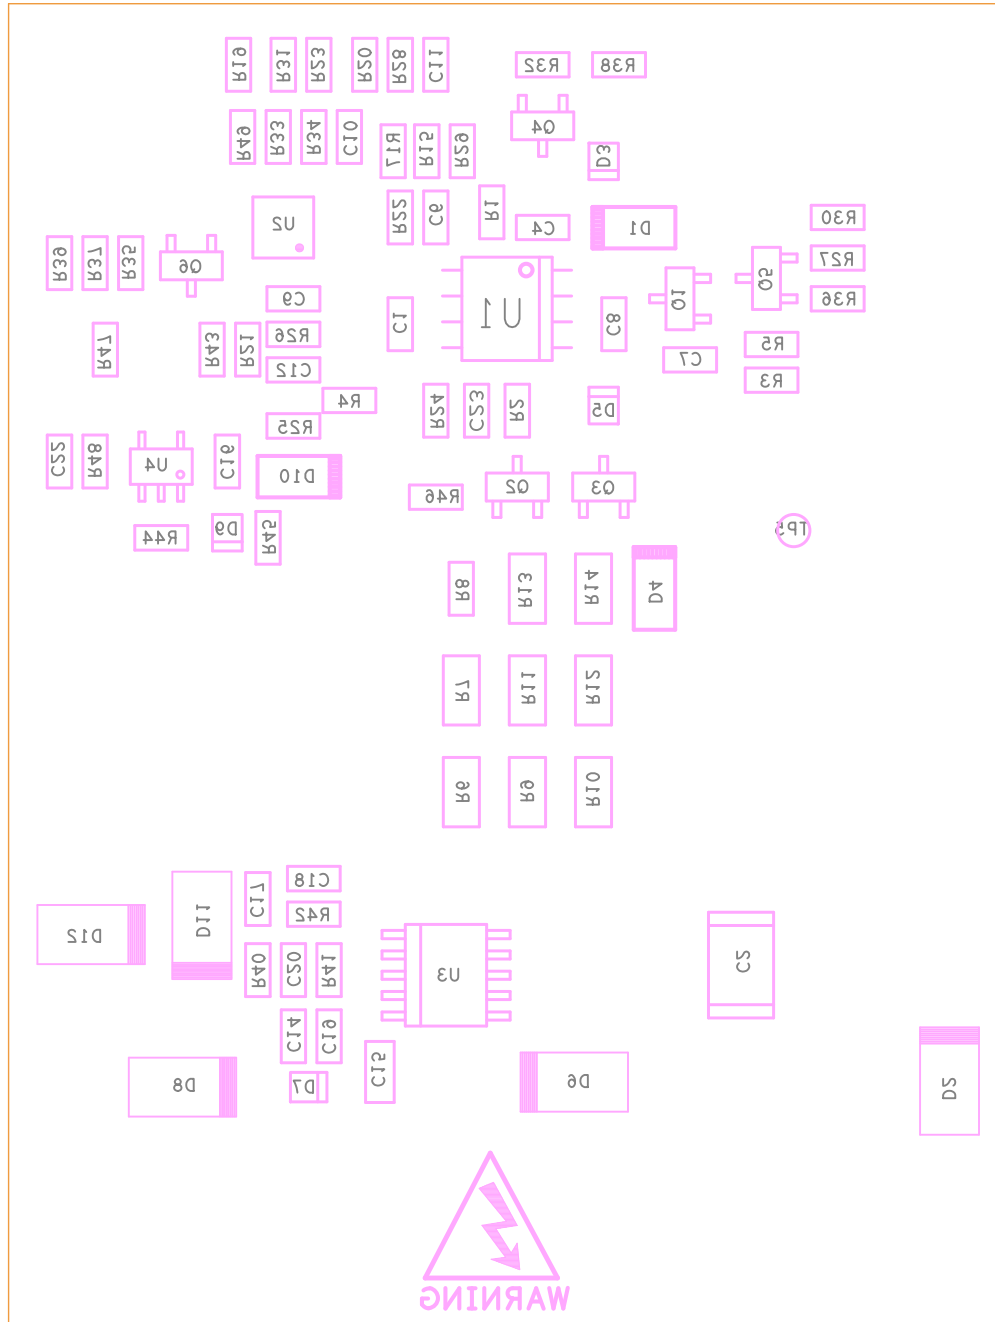 R19 R31 R23 R20 R28 C11 R32 R38
R49 R33 R34 C10 R17 R15 R29 Q4 D3
U2 R22 C6 R1 C4 D1 R30
R39 R37 R35 Q6 Q5 R27
C9 C1 U1 C8 Q1 R36
R47 R43 R21 R26 C7 R5
C12 R3
R4 R24 C23 R2 D5
R25
C22 R48 U4 C16 D10 R46 Q2 Q3
R44 D9 R45 TP5
R8 R13 R14 D4
R7 R11 R12
R6 R9 R10
C18
C17 R42
D12 D11
R40 C20 R41 U3 C2
C14 C19
D8 D7 C15 D6 D2
WARNING